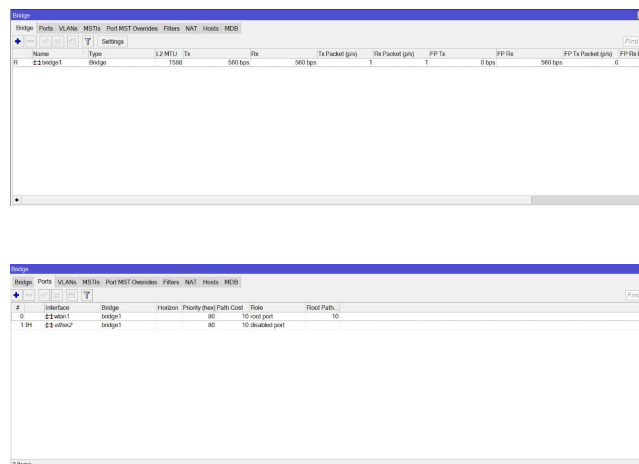 Bridge
Bridge Ports VLANs MSTIs Port MST Overrides Filters NAT Hosts MDB
Settings Find
Name Type L2 MTU Tx Rx Tx Packet (p/s) Rx Packet (p/s) FP Tx FP Rx FP Tx Packet (p/s) FP Rx
R bridge1 Bridge 1588 560 bps 560 bps 1 1 0 bps 560 bps 0
Bridge
Bridge Ports VLANs MSTIs Port MST Overrides Filters NAT Hosts MDB
Find
# Interface Bridge Horizon Priority (hex) Path Cost Role Root Path...
0 wlan1 bridge1 80 10 root port 10
1 IH ether2 bridge1 80 10 disabled port